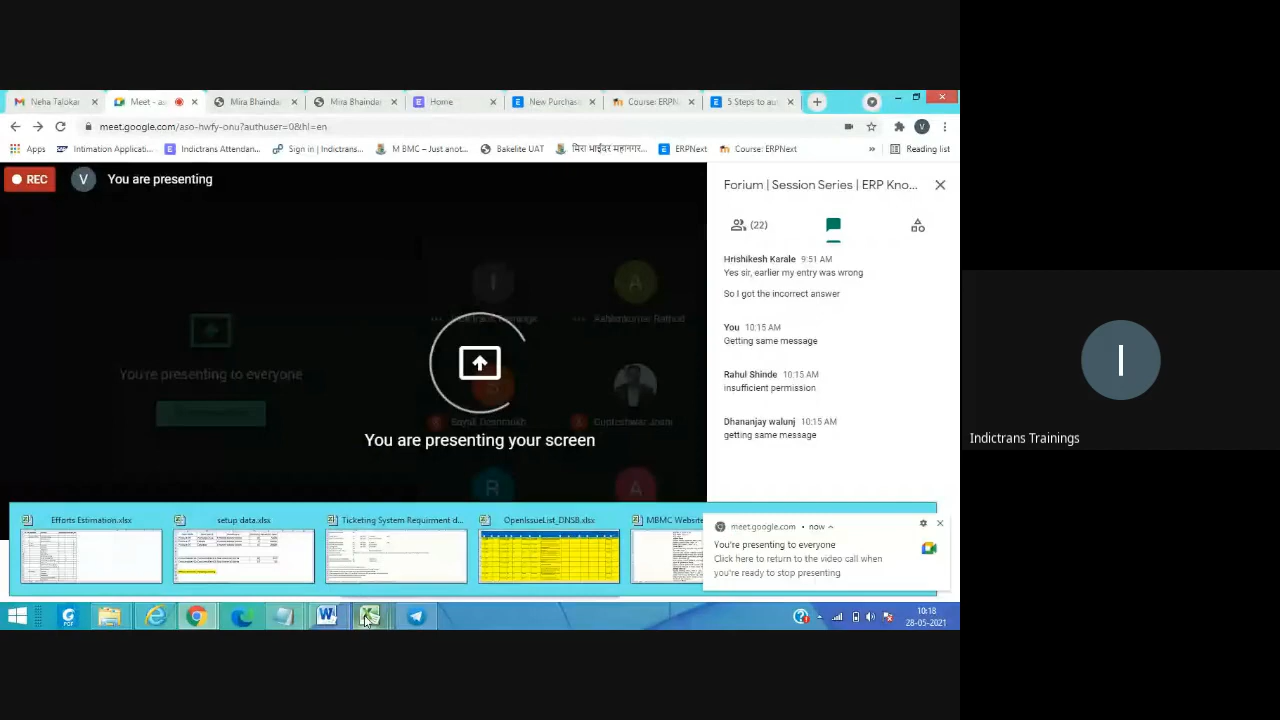 Neha Talokar
Meet - as
Mira Bhainda
Mira Bhainda
Home
New Purchas
Course: ERPN
5 Steps to aut
meet.google.com/aso-hwfy-onu?authuser=0&hl=en
Apps
Intimation Applicati...
Indictrans Attendan...
Sign in | Indictrans...
M BMC – Just anot...
Bakelite UAT
मिरा भाईंदर महानगर...
ERPNext
Course: ERPNext
»
Reading list
REC
V
You are presenting
Forium | Session Series | ERP Kno...
(22)
Hrishikesh Karale 9:51 AM
Yes sir, earlier my entry was wrong
So I got the incorrect answer
You 10:15 AM
Getting same message
Rahul Shinde 10:15 AM
insufficient permission
Dhananjay walunj 10:15 AM
getting same message
You're presenting to everyone
You are presenting your screen
I
A
R
A
Efforts Estimation.xlsx
setup data.xlsx
Ticketing System Requirment d...
OpenIssueList_DNSB.xlsx
MBMC Website
meet.google.com • now
You're presenting to everyone
Click here to return to the video call when
you're ready to stop presenting
10:18
28-05-2021
I
Indictrans Trainings